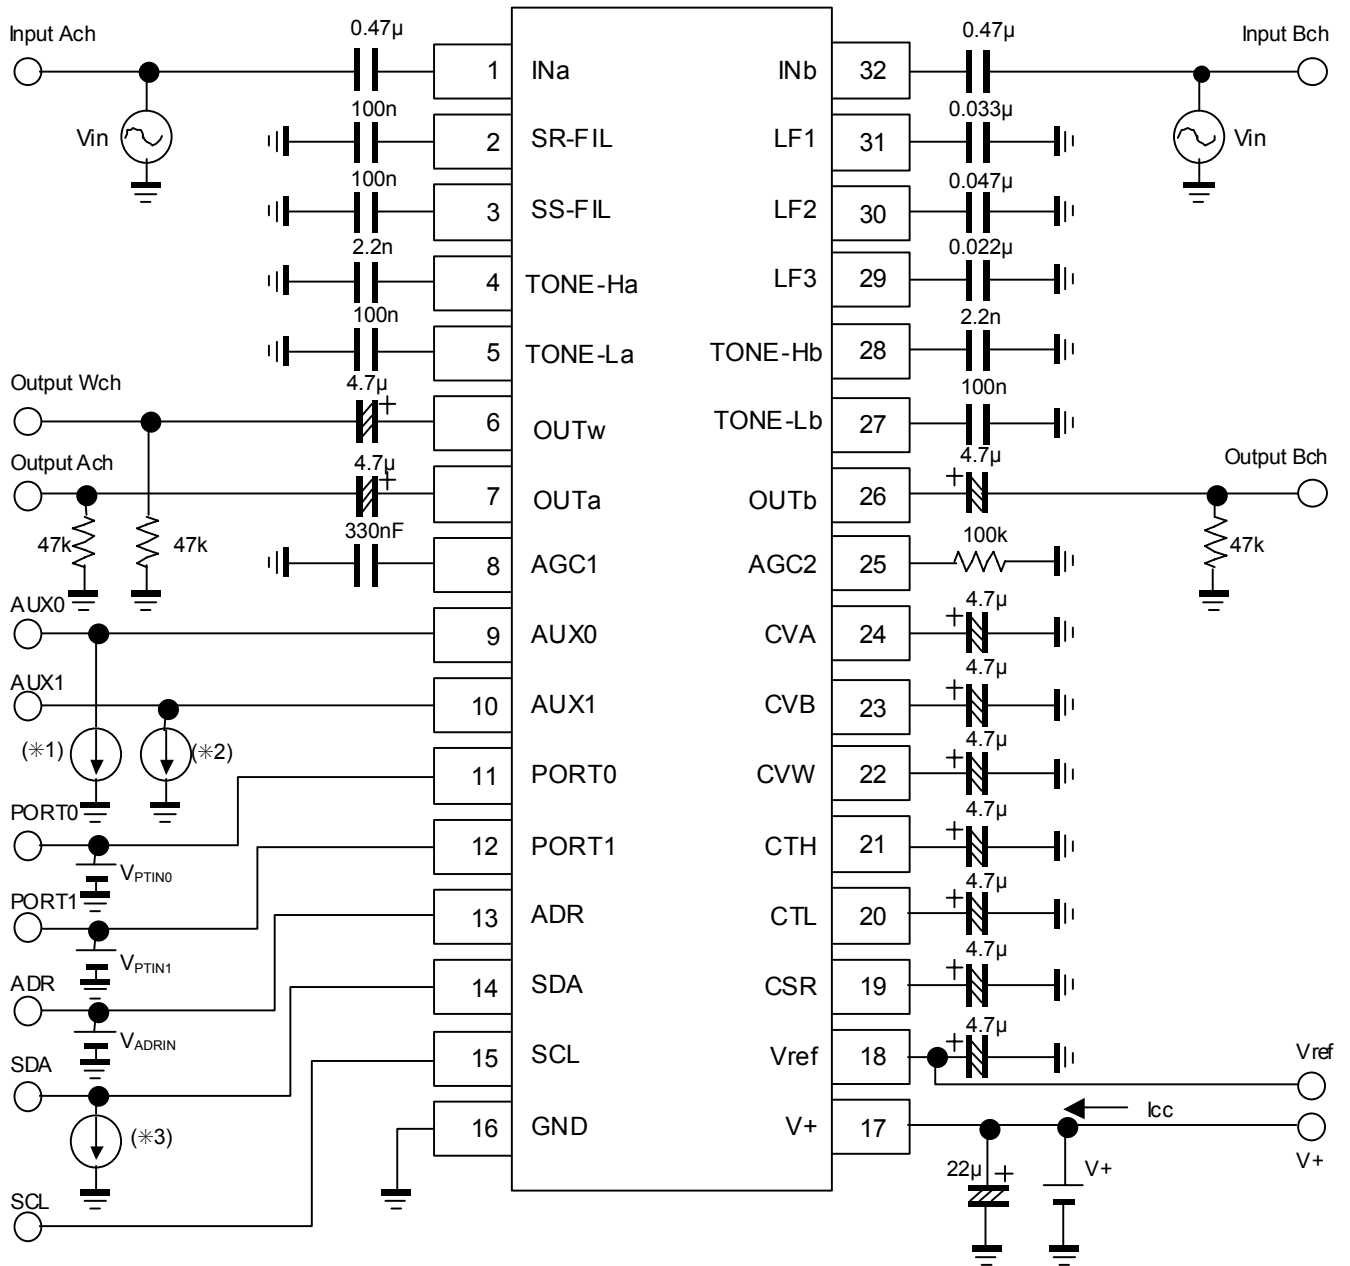 Input Ach
0.47µ
1
INa
INb
32
0.47µ
Input Bch
Vin
100n
2
SR-FIL
LF1
31
0.033µ
Vin
100n
3
SS-FIL
LF2
30
0.047µ
2.2n
4
TONE-Ha
LF3
29
0.022µ
100n
5
TONE-La
TONE-Hb
28
2.2n
Output Wch
4.7µ
+
6
OUTw
TONE-Lb
27
100n
Output Ach
4.7µ
+
7
OUTa
OUTb
26
+
4.7µ
Output Bch
47k
47k
330nF
8
AGC1
AGC2
25
100k
47k
AUX0
9
AUX0
CVA
24
+
4.7µ
AUX1
10
AUX1
CVB
23
+
4.7µ
(✳1)
(✳2)
11
PORT0
CVW
22
+
4.7µ
PORT0
VPTIN0
12
PORT1
CTH
21
+
4.7µ
PORT1
VPTIN1
13
ADR
CTL
20
+
4.7µ
ADR
VADRIN
14
SDA
CSR
19
+
4.7µ
SDA
(✳3)
15
SCL
Vref
18
+
4.7µ
Vref
16
GND
V+
17
Icc
V+
22µ
+
V+
SCL